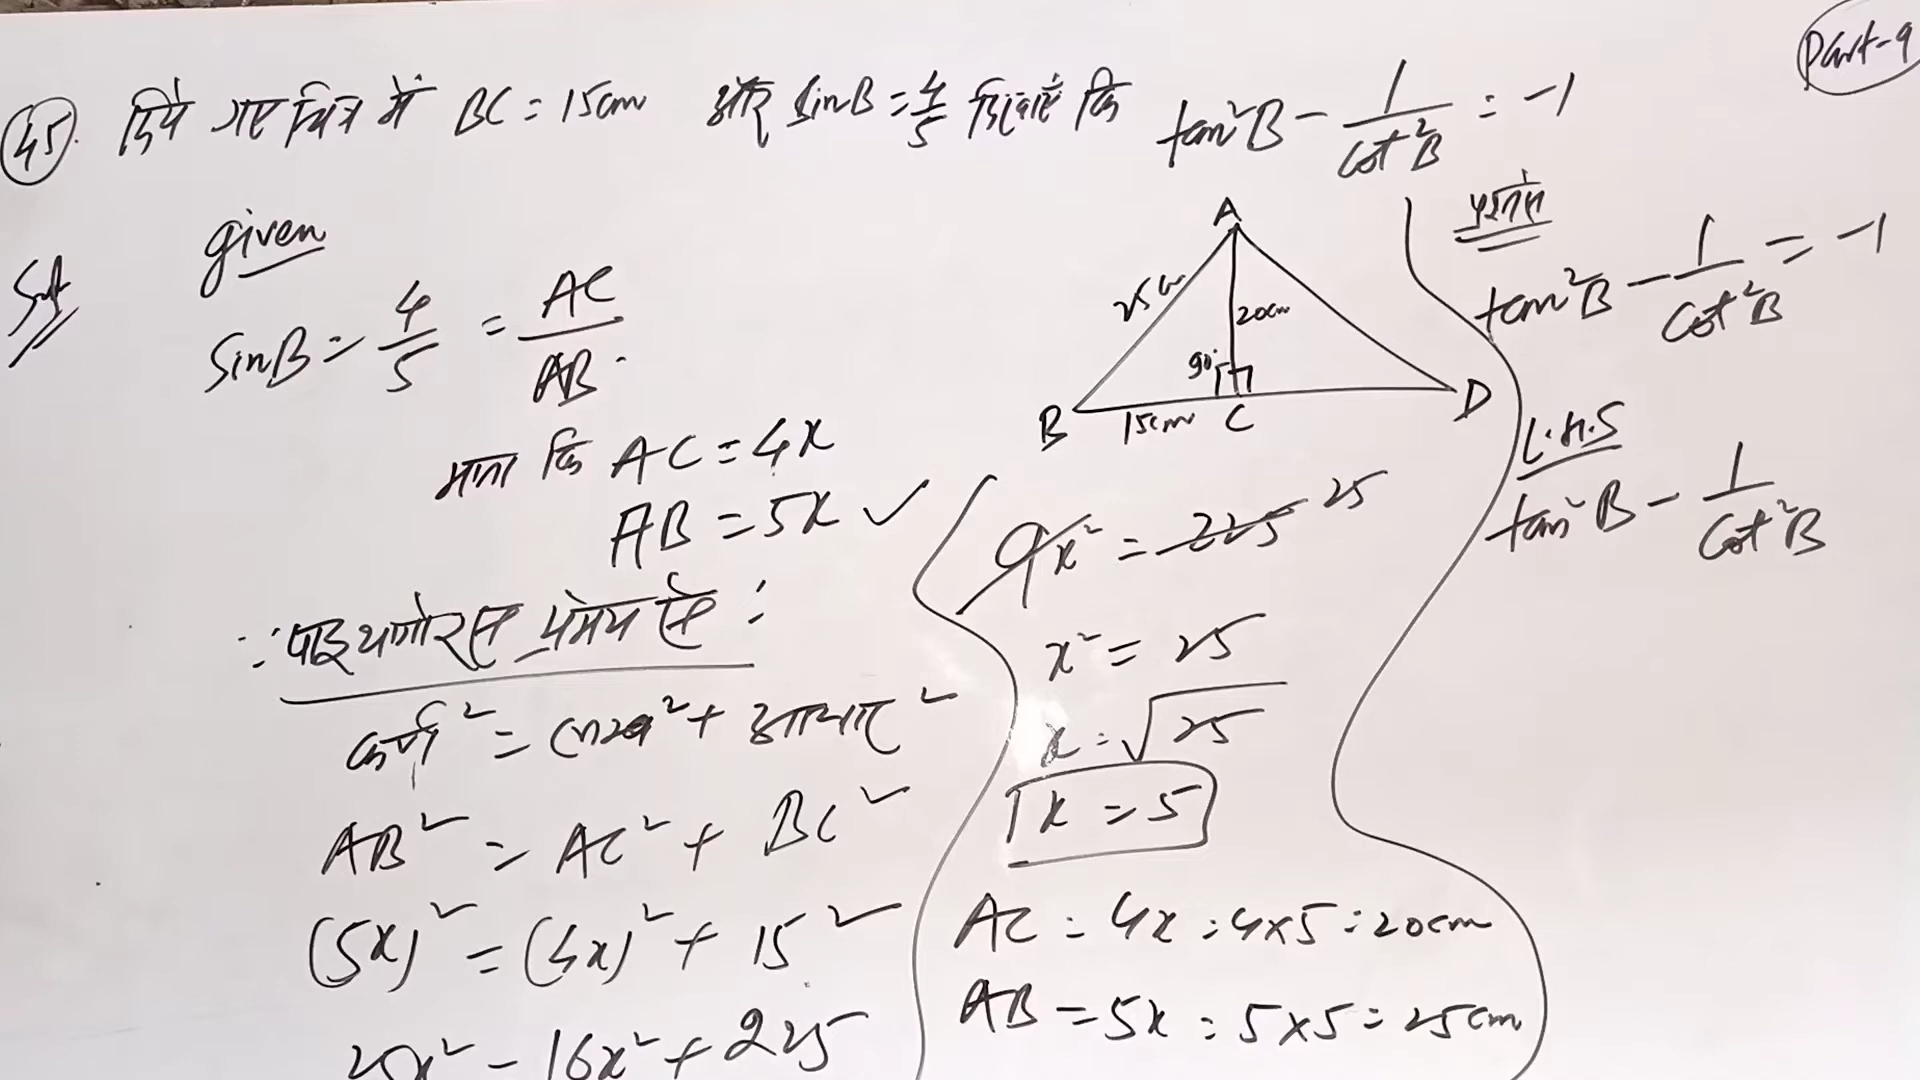 Part-9
45. दिये गए चित्र में BC = 15cm और sinB = 4/5 दिखाएं कि tan²B - 1/cot²B = -1
given
sinB = 4/5 = AC/AB
माना कि AC = 4x
AB = 5x ✓
∵ पाइथागोरस प्रमेय से :
कर्ण² = लम्ब² + आधार²
AB² = AC² + BC²
(5x)² = (4x)² + 15²
25x² = 16x² + 225
A
25cm
20cm
90°
B
15cm
C
D
9x² = 225 25
x² = 25
x = √25
x = 5
AC = 4x = 4×5 = 20cm
AB = 5x = 5×5 = 25cm
tan²B - 1/cot²B = -1
L.H.S
tan²B - 1/cot²B